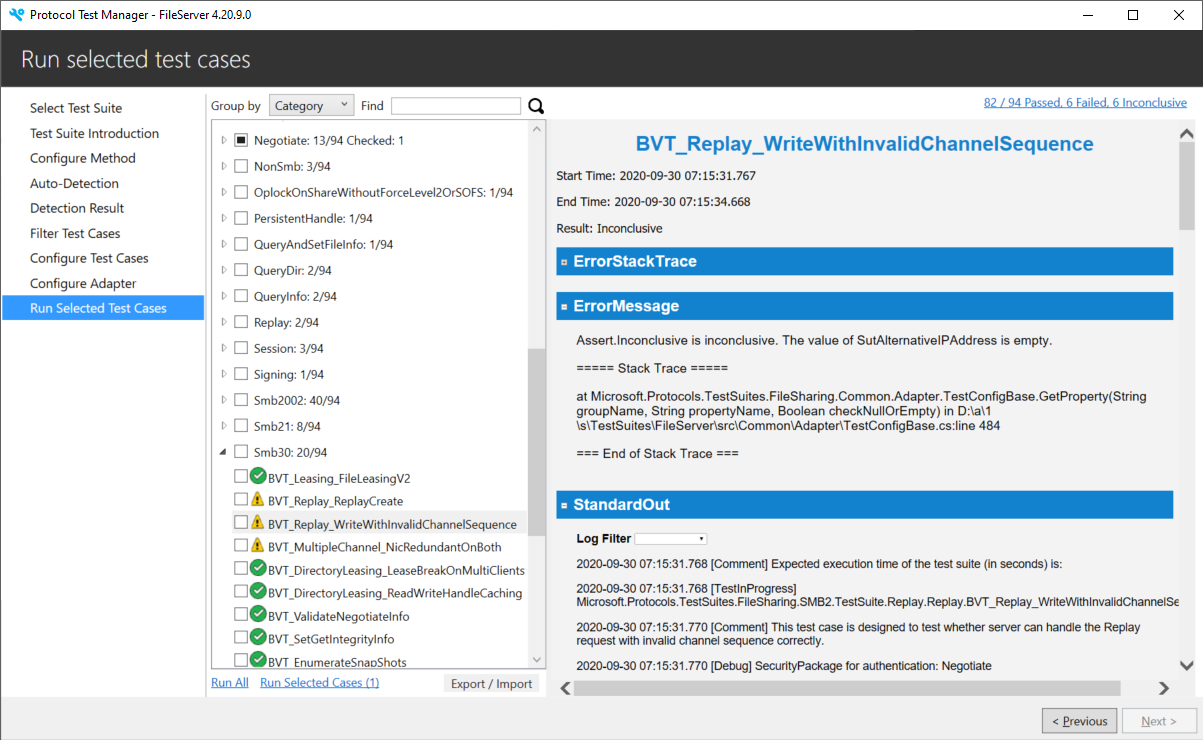 Protocol Test Manager - FileServer 4.20.9.0
Run selected test cases
Select Test Suite
Test Suite Introduction
Configure Method
Auto-Detection
Detection Result
Filter Test Cases
Configure Test Cases
Configure Adapter
Run Selected Test Cases
Group by Category Find
Negotiate: 13/94 Checked: 1
NonSmb: 3/94
OplockOnShareWithoutForceLevel2OrSOFS: 1/94
PersistentHandle: 1/94
QueryAndSetFileInfo: 1/94
QueryDir: 2/94
QueryInfo: 2/94
Replay: 2/94
Session: 3/94
Signing: 1/94
Smb2002: 40/94
Smb21: 8/94
Smb30: 20/94
BVT_Leasing_FileLeasingV2
BVT_Replay_ReplayCreate
BVT_Replay_WriteWithInvalidChannelSequence
BVT_MultipleChannel_NicRedundantOnBoth
BVT_DirectoryLeasing_LeaseBreakOnMultiClients
BVT_DirectoryLeasing_ReadWriteHandleCaching
BVT_ValidateNegotiateInfo
BVT_SetGetIntegrityInfo
BVT_EnumerateSnapShots
Run All Run Selected Cases (1) Export / Import
82 / 94 Passed, 6 Failed, 6 Inconclusive
BVT_Replay_WriteWithInvalidChannelSequence
Start Time: 2020-09-30 07:15:31.767
End Time: 2020-09-30 07:15:34.668
Result: Inconclusive
ErrorStackTrace
ErrorMessage
Assert.Inconclusive is inconclusive. The value of SutAlternativeIPAddress is empty.
===== Stack Trace =====
at Microsoft.Protocols.TestSuites.FileSharing.Common.Adapter.TestConfigBase.GetProperty(String
groupName, String propertyName, Boolean checkNullOrEmpty) in D:\a\1
\s\TestSuites\FileServer\src\Common\Adapter\TestConfigBase.cs:line 484
=== End of Stack Trace ===
StandardOut
Log Filter
2020-09-30 07:15:31.768 [Comment] Expected execution time of the test suite (in seconds) is:
2020-09-30 07:15:31.768 [TestInProgress]
Microsoft.Protocols.TestSuites.FileSharing.SMB2.TestSuite.Replay.Replay.BVT_Replay_WriteWithInvalidChannelSe
2020-09-30 07:15:31.770 [Comment] This test case is designed to test whether server can handle the Replay
request with invalid channel sequence correctly.
2020-09-30 07:15:31.770 [Debug] SecurityPackage for authentication: Negotiate
< Previous Next >